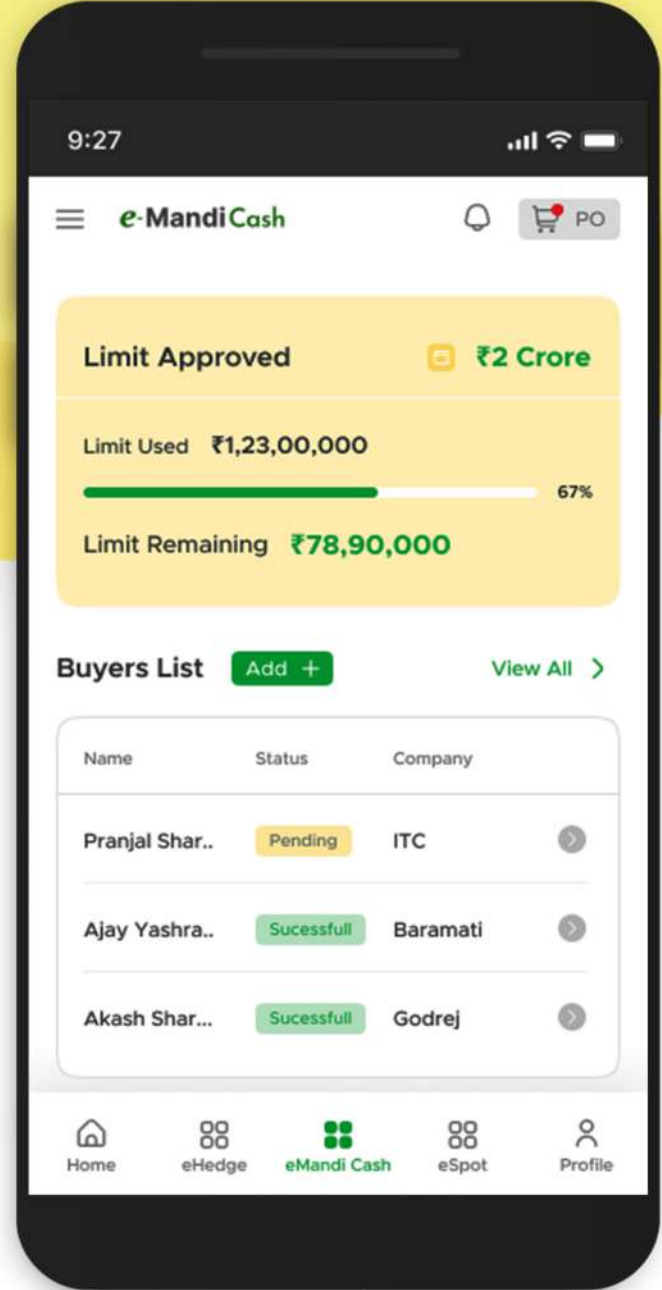 9:27
e-MandiCash
PO
Limit Approved ₹2 Crore
Limit Used ₹1,23,00,000
67%
Limit Remaining ₹78,90,000
Buyers List Add + View All
Name Status Company
Pranjal Shar.. Pending ITC
Ajay Yashra.. Sucessfull Baramati
Akash Shar... Sucessfull Godrej
Home eHedge eMandi Cash eSpot Profile